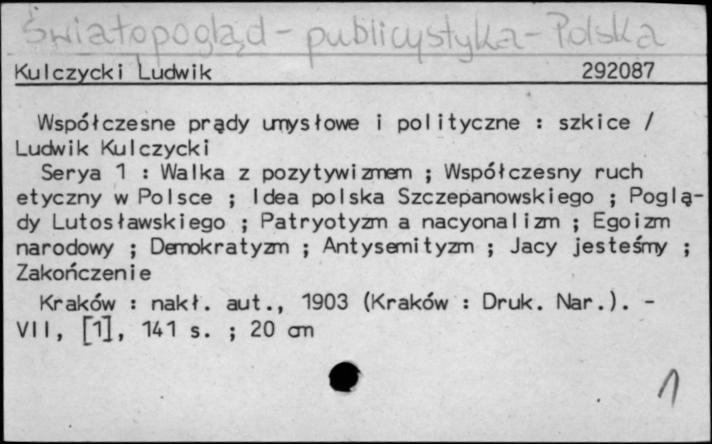 Światopogląd - publicystyka - Polska
Kulczycki Ludwik 292087
Współczesne prądy umysłowe i polityczne : szkice /
Ludwik Kulczycki
Serya 1 : Walka z pozytywizmem ; Współczesny ruch
etyczny w Polsce ; Idea polska Szczepanowskiego ; Poglą-
dy Lutosławskiego ; Patryotyzm a nacyonalizm ; Egoizm
narodowy ; Demokratyzm ; Antysemityzm ; Jacy jesteśmy ;
Zakończenie
Kraków : nakł. aut., 1903 (Kraków : Druk. Nar.). -
VII, [1], 141 s. ; 20 cm
1